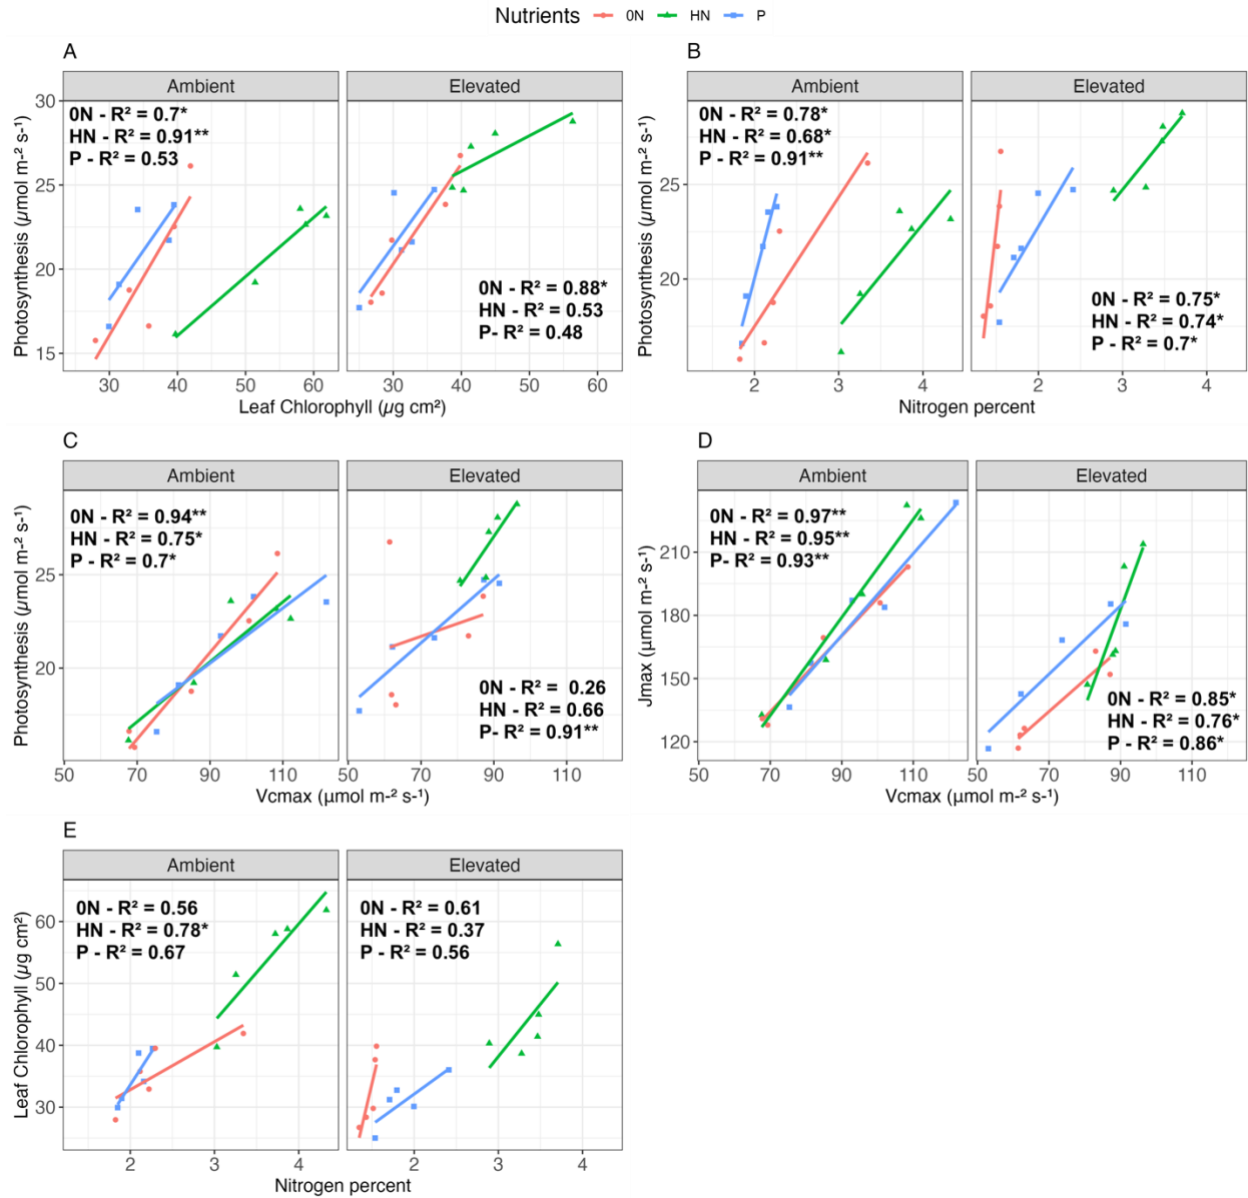 Nutrients 0N HN P
A
Ambient Elevated
0N - R² = 0.7*
HN - R² = 0.91**
P - R² = 0.53
0N - R² = 0.88*
HN - R² = 0.53
P- R² = 0.48
Photosynthesis (µmol m-² s-¹)
30
25
20
15
30 40 50 60 30 40 50 60
Leaf Chlorophyll (µg cm²)
B
Ambient Elevated
0N - R² = 0.78*
HN - R² = 0.68*
P - R² = 0.91**
0N - R² = 0.75*
HN - R² = 0.74*
P - R² = 0.7*
Photosynthesis (µmol m-² s-¹)
25
20
2 3 4 2 3 4
Nitrogen percent
C
Ambient Elevated
0N - R² = 0.94**
HN - R² = 0.75*
P - R² = 0.7*
0N - R² = 0.26
HN - R² = 0.66
P- R² = 0.91**
Photosynthesis (µmol m-² s-¹)
25
20
50 70 90 110 50 70 90 110
Vcmax (µmol m-² s-¹)
D
Ambient Elevated
0N - R² = 0.97**
HN - R² = 0.95**
P- R² = 0.93**
0N - R² = 0.85*
HN - R² = 0.76*
P - R² = 0.86*
Jmax (µmol m-² s-¹)
210
180
150
120
50 70 90 110 50 70 90 110
Vcmax (µmol m-² s-¹)
E
Ambient Elevated
0N - R² = 0.56
HN - R² = 0.78*
P - R² = 0.67
0N - R² = 0.61
HN - R² = 0.37
P - R² = 0.56
Leaf Chlorophyll (µg cm²)
60
50
40
30
2 3 4 2 3 4
Nitrogen percent